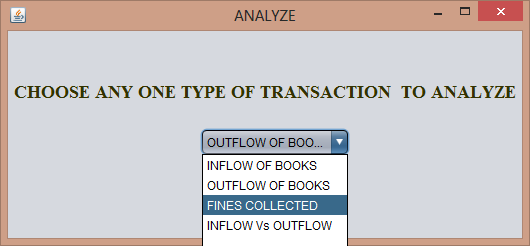 ANALYZE
CHOOSE ANY ONE TYPE OF TRANSACTION TO ANALYZE
OUTFLOW OF BOO...
INFLOW OF BOOKS
OUTFLOW OF BOOKS
FINES COLLECTED
INFLOW Vs OUTFLOW